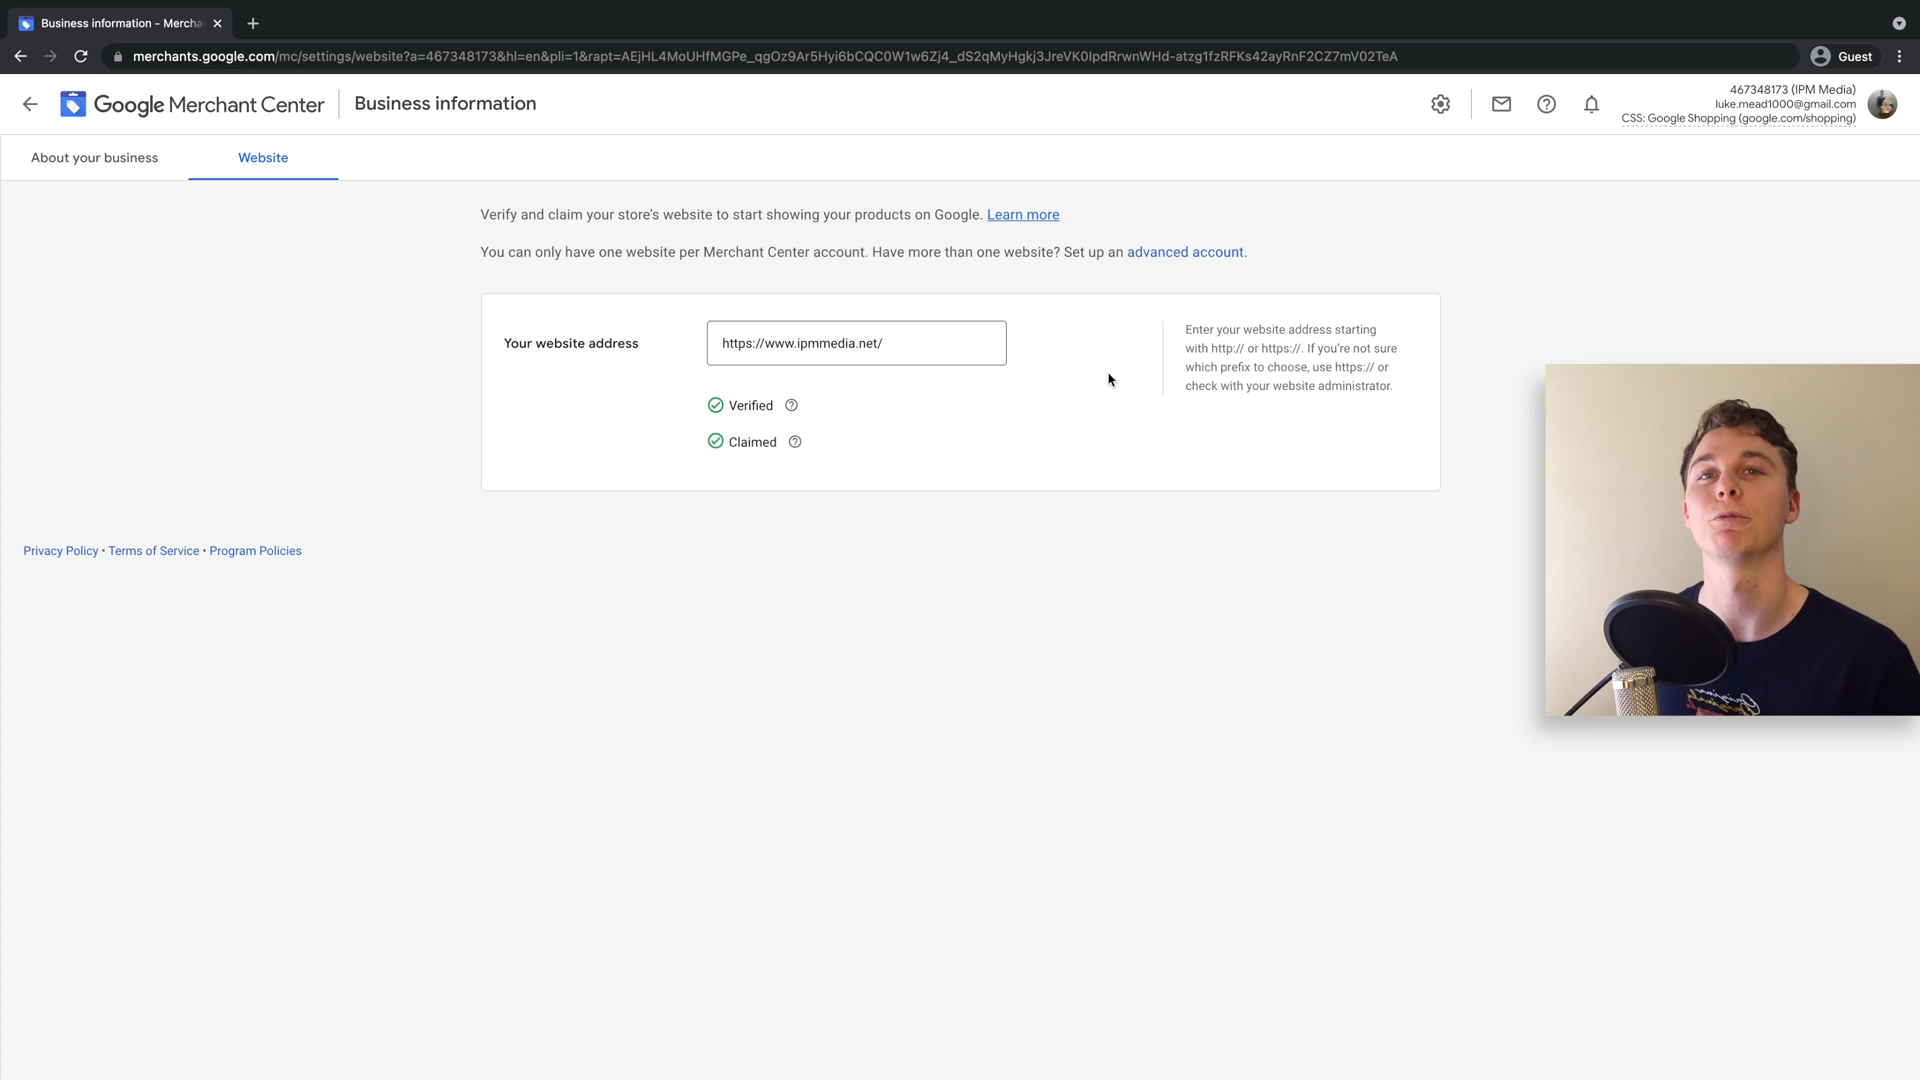 Business information - Mercha
merchants.google.com/mc/settings/website?a=467348173&hl=en&pli=1&rapt=AEjHL4MoUHfMGPe_qgOz9Ar5Hyi6bCQC0W1w6Zj4_dS2qMyHgkj3JreVK0IpdRrwnWHd-atzg1fzRFKs42ayRnF2CZ7mV02TeA
Guest
Google Merchant Center
Business information
467348173 (IPM Media)
luke.mead1000@gmail.com
CSS: Google Shopping (google.com/shopping)
About your business
Website
Verify and claim your store's website to start showing your products on Google. Learn more
You can only have one website per Merchant Center account. Have more than one website? Set up an advanced account.
Your website address
https://www.ipmmedia.net/
Enter your website address starting
with http:// or https://. If you're not sure
which prefix to choose, use https:// or
check with your website administrator.
Verified
Claimed
Privacy Policy • Terms of Service • Program Policies